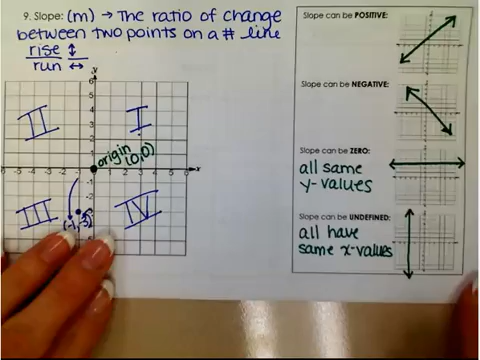 9. Slope: (m) → The ratio of change
between two points on a # line
rise ↕
run ↔
y
II
I
origin
(0,0)
x
III
IV
Slope can be POSITIVE:
Slope can be NEGATIVE:
Slope can be ZERO:
all same
y-values
Slope can be UNDEFINED:
all have
same x-values